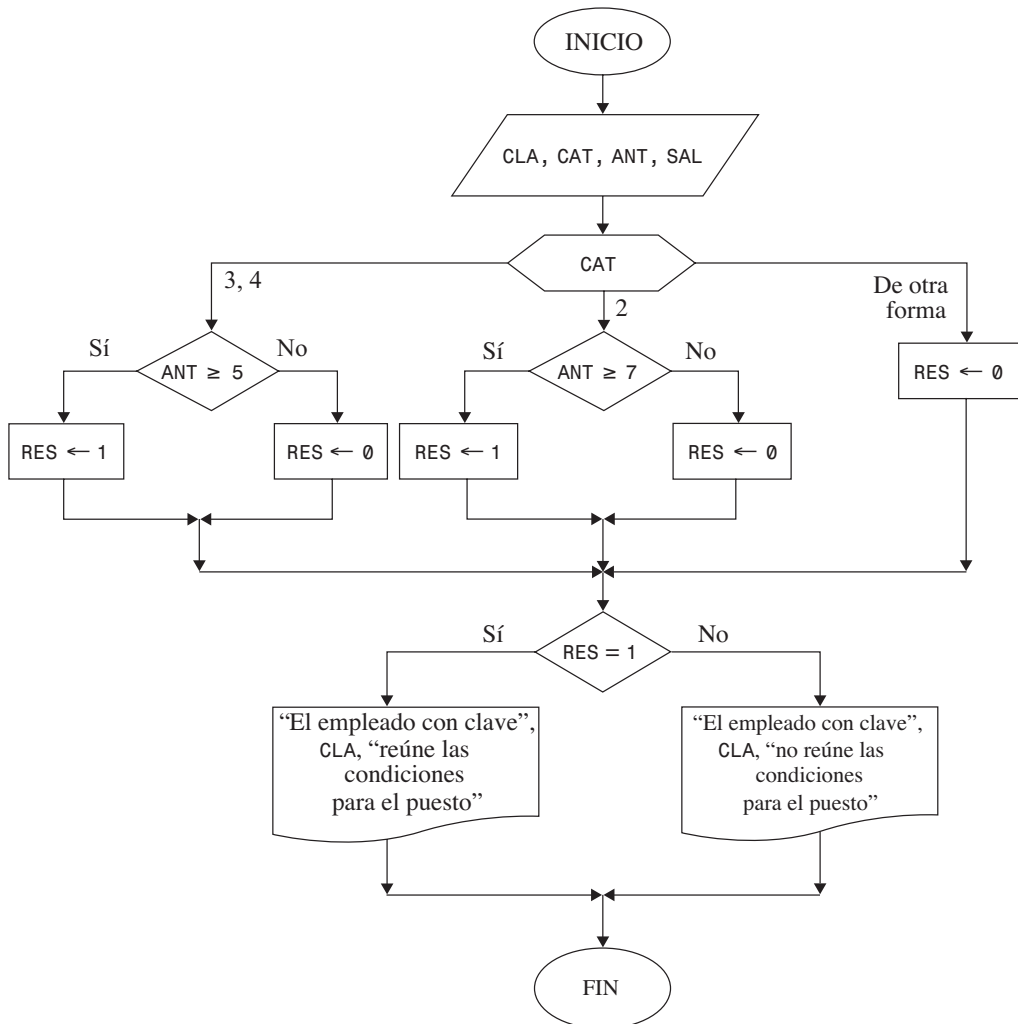 INICIO
CLA, CAT, ANT, SAL
CAT
3, 4
2
De otra
forma
Sí
ANT ≥ 5
No
Sí
ANT ≥ 7
No
RES ← 0
RES ← 1
RES ← 0
RES ← 1
RES ← 0
Sí
RES = 1
No
“El empleado con clave”,
CLA, “reúne las
condiciones
para el puesto”
“El empleado con clave”,
CLA, “no reúne las
condiciones
para el puesto”
FIN